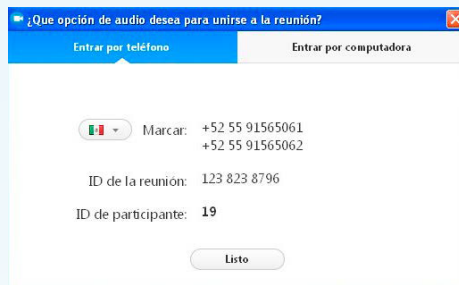 ¿Que opción de audio desea para unirse a la reunión?
Entrar por teléfono
Entrar por computadora
Marcar: +52 55 91565061
+52 55 91565062
ID de la reunión: 123 823 8796
ID de participante: 19
Listo